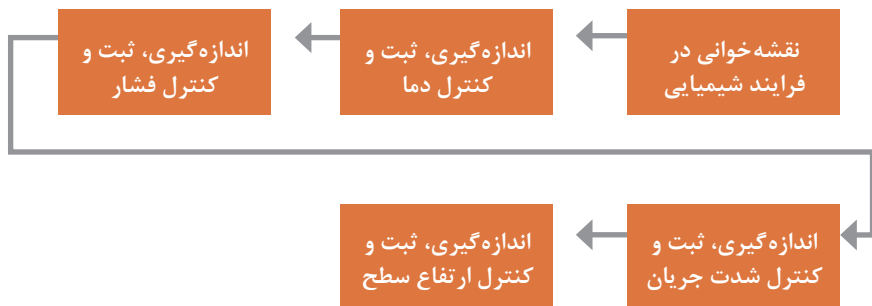 نقشه‌خوانی در
فرایند شیمیایی
اندازه‌گیری، ثبت و
کنترل دما
اندازه‌گیری، ثبت و
کنترل فشار
اندازه‌گیری، ثبت و
کنترل شدت جریان
اندازه‌گیری، ثبت و
کنترل ارتفاع سطح